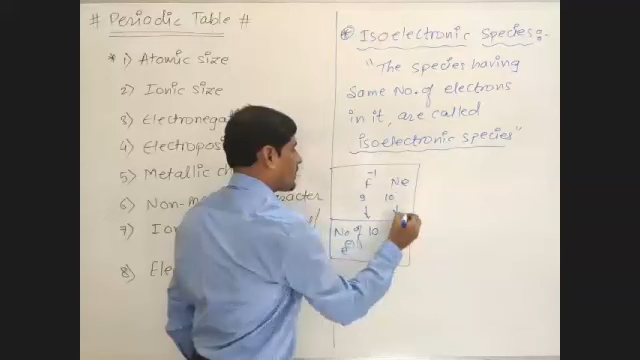 # Periodic Table #
* 1) Atomic size
2) Ionic size
3) Electronega
4) Electroposi
5) Metallic ch
6) Non-m racter
7) Ion
8) Ele
* Isoelectronic Species:-
"The species having
Same No. of electrons
in it, are called
isoelectronic species"
F⁻¹ Ne
9 10
↓ ↓
No of 10
e⊖